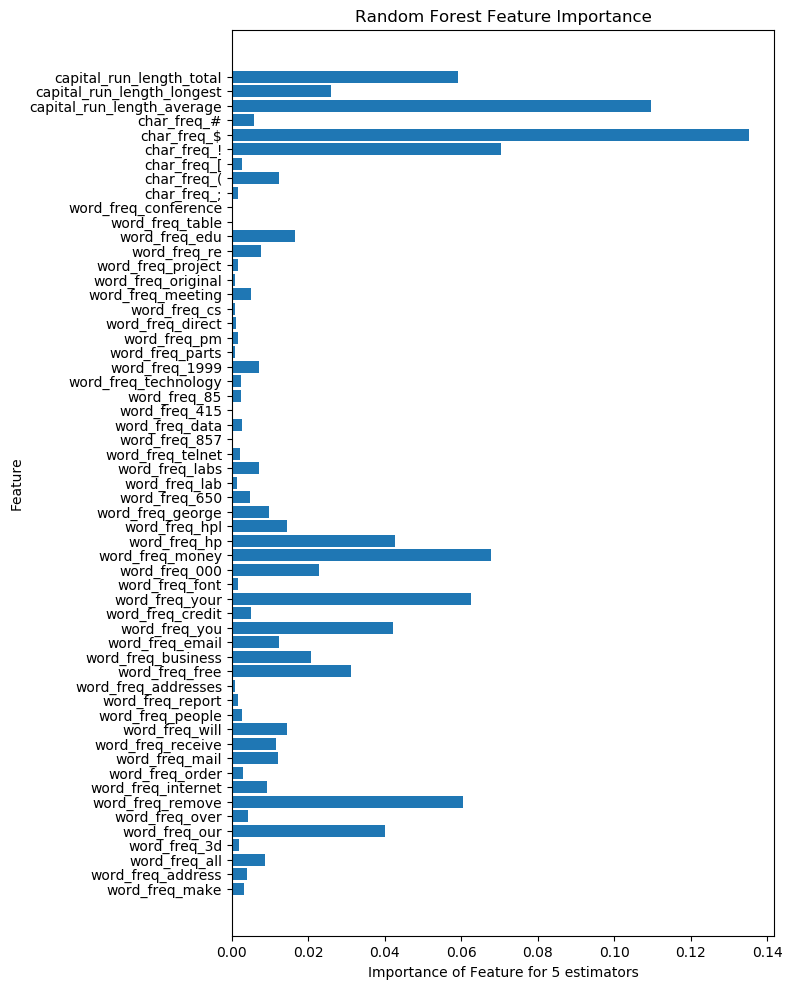 Random Forest Feature Importance
capital_run_length_total
capital_run_length_longest
capital_run_length_average
char_freq_#
char_freq_$
char_freq_!
char_freq_[
char_freq_(
char_freq_;
word_freq_conference
word_freq_table
word_freq_edu
word_freq_re
word_freq_project
word_freq_original
word_freq_meeting
word_freq_cs
word_freq_direct
word_freq_pm
word_freq_parts
word_freq_1999
word_freq_technology
word_freq_85
word_freq_415
word_freq_data
word_freq_857
word_freq_telnet
word_freq_labs
word_freq_lab
word_freq_650
word_freq_george
word_freq_hpl
word_freq_hp
word_freq_money
word_freq_000
word_freq_font
word_freq_your
word_freq_credit
word_freq_you
word_freq_email
word_freq_business
word_freq_free
word_freq_addresses
word_freq_report
word_freq_people
word_freq_will
word_freq_receive
word_freq_mail
word_freq_order
word_freq_internet
word_freq_remove
word_freq_over
word_freq_our
word_freq_3d
word_freq_all
word_freq_address
word_freq_make
Feature
0.00 0.02 0.04 0.06 0.08 0.10 0.12 0.14
Importance of Feature for 5 estimators